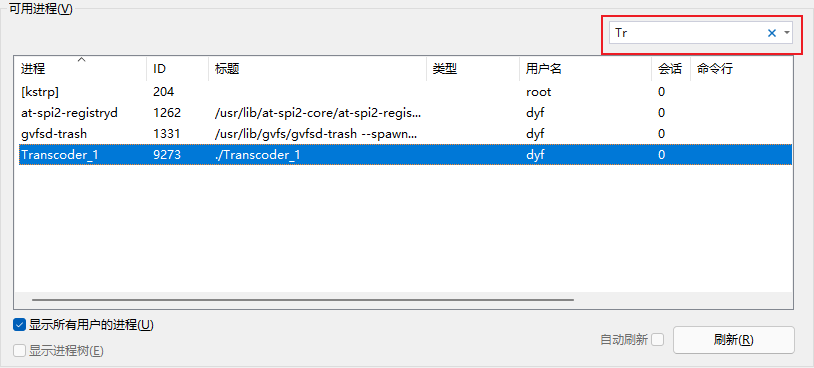 可用进程(V)
Tr
进程 ID 标题 类型 用户名 会话 命令行
[kstrp] 204 root 0
at-spi2-registryd 1262 /usr/lib/at-spi2-core/at-spi2-regis... dyf 0
gvfsd-trash 1331 /usr/lib/gvfs/gvfsd-trash --spawn... dyf 0
Transcoder_1 9273 ./Transcoder_1 dyf 0
显示所有用户的进程(U)
自动刷新 刷新(R)
显示进程树(E)